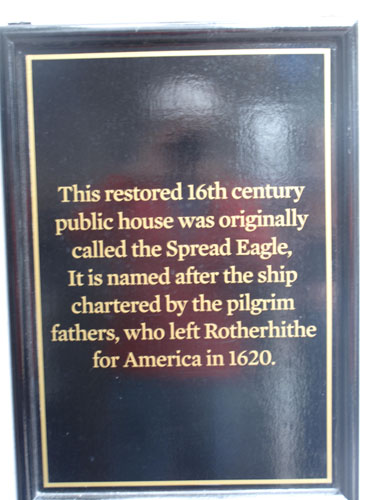 This restored 16th century
public house was originally
called the Spread Eagle,
It is named after the ship
chartered by the pilgrim
fathers, who left Rotherhithe
for America in 1620.